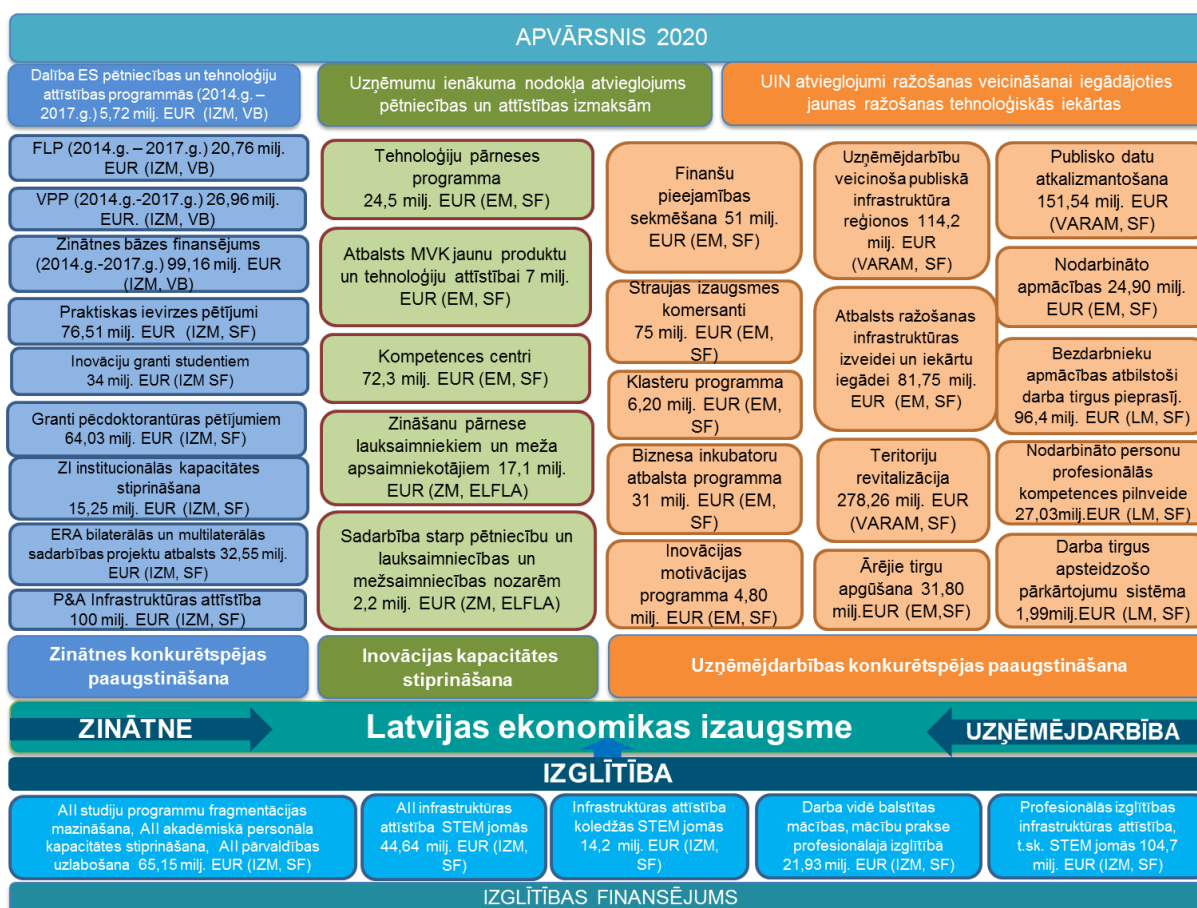 APVĀRSNIS 2020
Dalība ES pētniecības un tehnoloģiju
attīstības programmās (2014.g. –
2017.g.) 5,72 milj. EUR (IZM, VB)
Uzņēmumu ienākuma nodokļa atvieglojums
pētniecības un attīstības izmaksām
UIN atvieglojumi ražošanas veicināšanai iegādājoties
jaunas ražošanas tehnoloģiskās iekārtas
FLP (2014.g. – 2017.g.) 20,76 milj.
EUR (IZM, VB)
VPP (2014.g.-2017.g.) 26,96 milj.
EUR. (IZM, VB)
Zinātnes bāzes finansējums
(2014.g.-2017.g.) 99,16 milj. EUR
(IZM, VB)
Praktiskas ievirzes pētījumi
76,51 milj. EUR (IZM, SF)
Inovāciju granti studentiem
34 milj. EUR (IZM SF)
Granti pēcdoktorantūras pētījumiem
64,03 milj. EUR (IZM, SF)
ZI institucionālās kapacitātes
stiprināšana
15,25 milj. EUR (IZM, SF)
ERA bilaterālās un multilaterālās
sadarbības projektu atbalsts 32,55 milj.
EUR (IZM, SF)
P&A Infrastruktūras attīstība
100 milj. EUR (IZM, SF)
Tehnoloģiju pārneses
programma
24,5 milj. EUR (EM, SF)
Atbalsts MVK jaunu produktu
un tehnoloģiju attīstībai 7 milj.
EUR (EM, SF)
Kompetences centri
72,3 milj. EUR (EM, SF)
Zināšanu pārnese
lauksaimniekiem un meža
apsaimniekotājiem 17,1 milj.
EUR (ZM, ELFLA)
Sadarbība starp pētniecību un
lauksaimniecības un
mežsaimniecības nozarēm
2,2 milj. EUR (ZM, ELFLA)
Finanšu
pieejamības
sekmēšana 51 milj.
EUR (EM, SF)
Straujas izaugsmes
komersanti
75 milj. EUR (EM,
SF)
Klasteru programma
6,20 milj. EUR (EM,
SF)
Biznesa inkubatoru
atbalsta programma
31 milj. EUR (EM,
SF)
Inovācijas
motivācijas
programma 4,80
milj. EUR (EM, SF)
Uzņēmējdarbību
veicinoša publiskā
infrastruktūra
reģionos 114,2
milj. EUR
(VARAM, SF)
Atbalsts ražošanas
infrastruktūras
izveidei un iekārtu
iegādei 81,75 milj.
EUR (EM, SF)
Teritoriju
revitalizācija
278,26 milj. EUR
(VARAM, SF)
Ārējie tirgu
apgūšana 31,80
milj.EUR (EM,SF)
Publisko datu
atkalizmantošana
151,54 milj. EUR
(VARAM, SF)
Nodarbināto
apmācības 24,90 milj.
EUR (EM, SF)
Bezdarbnieku
apmācības atbilstoši
darba tirgus pieprasīj.
96,4 milj. EUR (LM, SF)
Nodarbināto personu
profesionālās
kompetences pilnveide
27,03milj.EUR (LM, SF)
Darba tirgus
apsteidzošo
pārkārtojumu sistēma
1,99milj.EUR (LM, SF)
Zinātnes konkurētspējas
paaugstināšana
Inovācijas kapacitātes
stiprināšana
Uzņēmējdarbības konkurētspējas paaugstināšana
ZINĀTNE
Latvijas ekonomikas izaugsme
UZŅĒMĒJDARBĪBA
IZGLĪTĪBA
AII studiju programmu fragmentācijas
mazināšana, AII akadēmiskā personāla
kapacitātes stiprināšana, AII pārvaldības
uzlabošana 65,15 milj. EUR (IZM, SF)
AII infrastruktūras
attīstība STEM jomās
44,64 milj. EUR (IZM,
SF)
Infrastruktūras attīstība
koledžās STEM jomās
14,2 milj. EUR (IZM,
SF)
Darba vidē balstītas
mācības, mācību prakse
profesionālajā izglītībā
21,93 milj. EUR (IZM, SF)
Profesionālās izglītības
infrastruktūras attīstība,
t.sk. STEM jomās 104,7
milj. EUR (IZM, SF)
IZGLĪTĪBAS FINANSĒJUMS